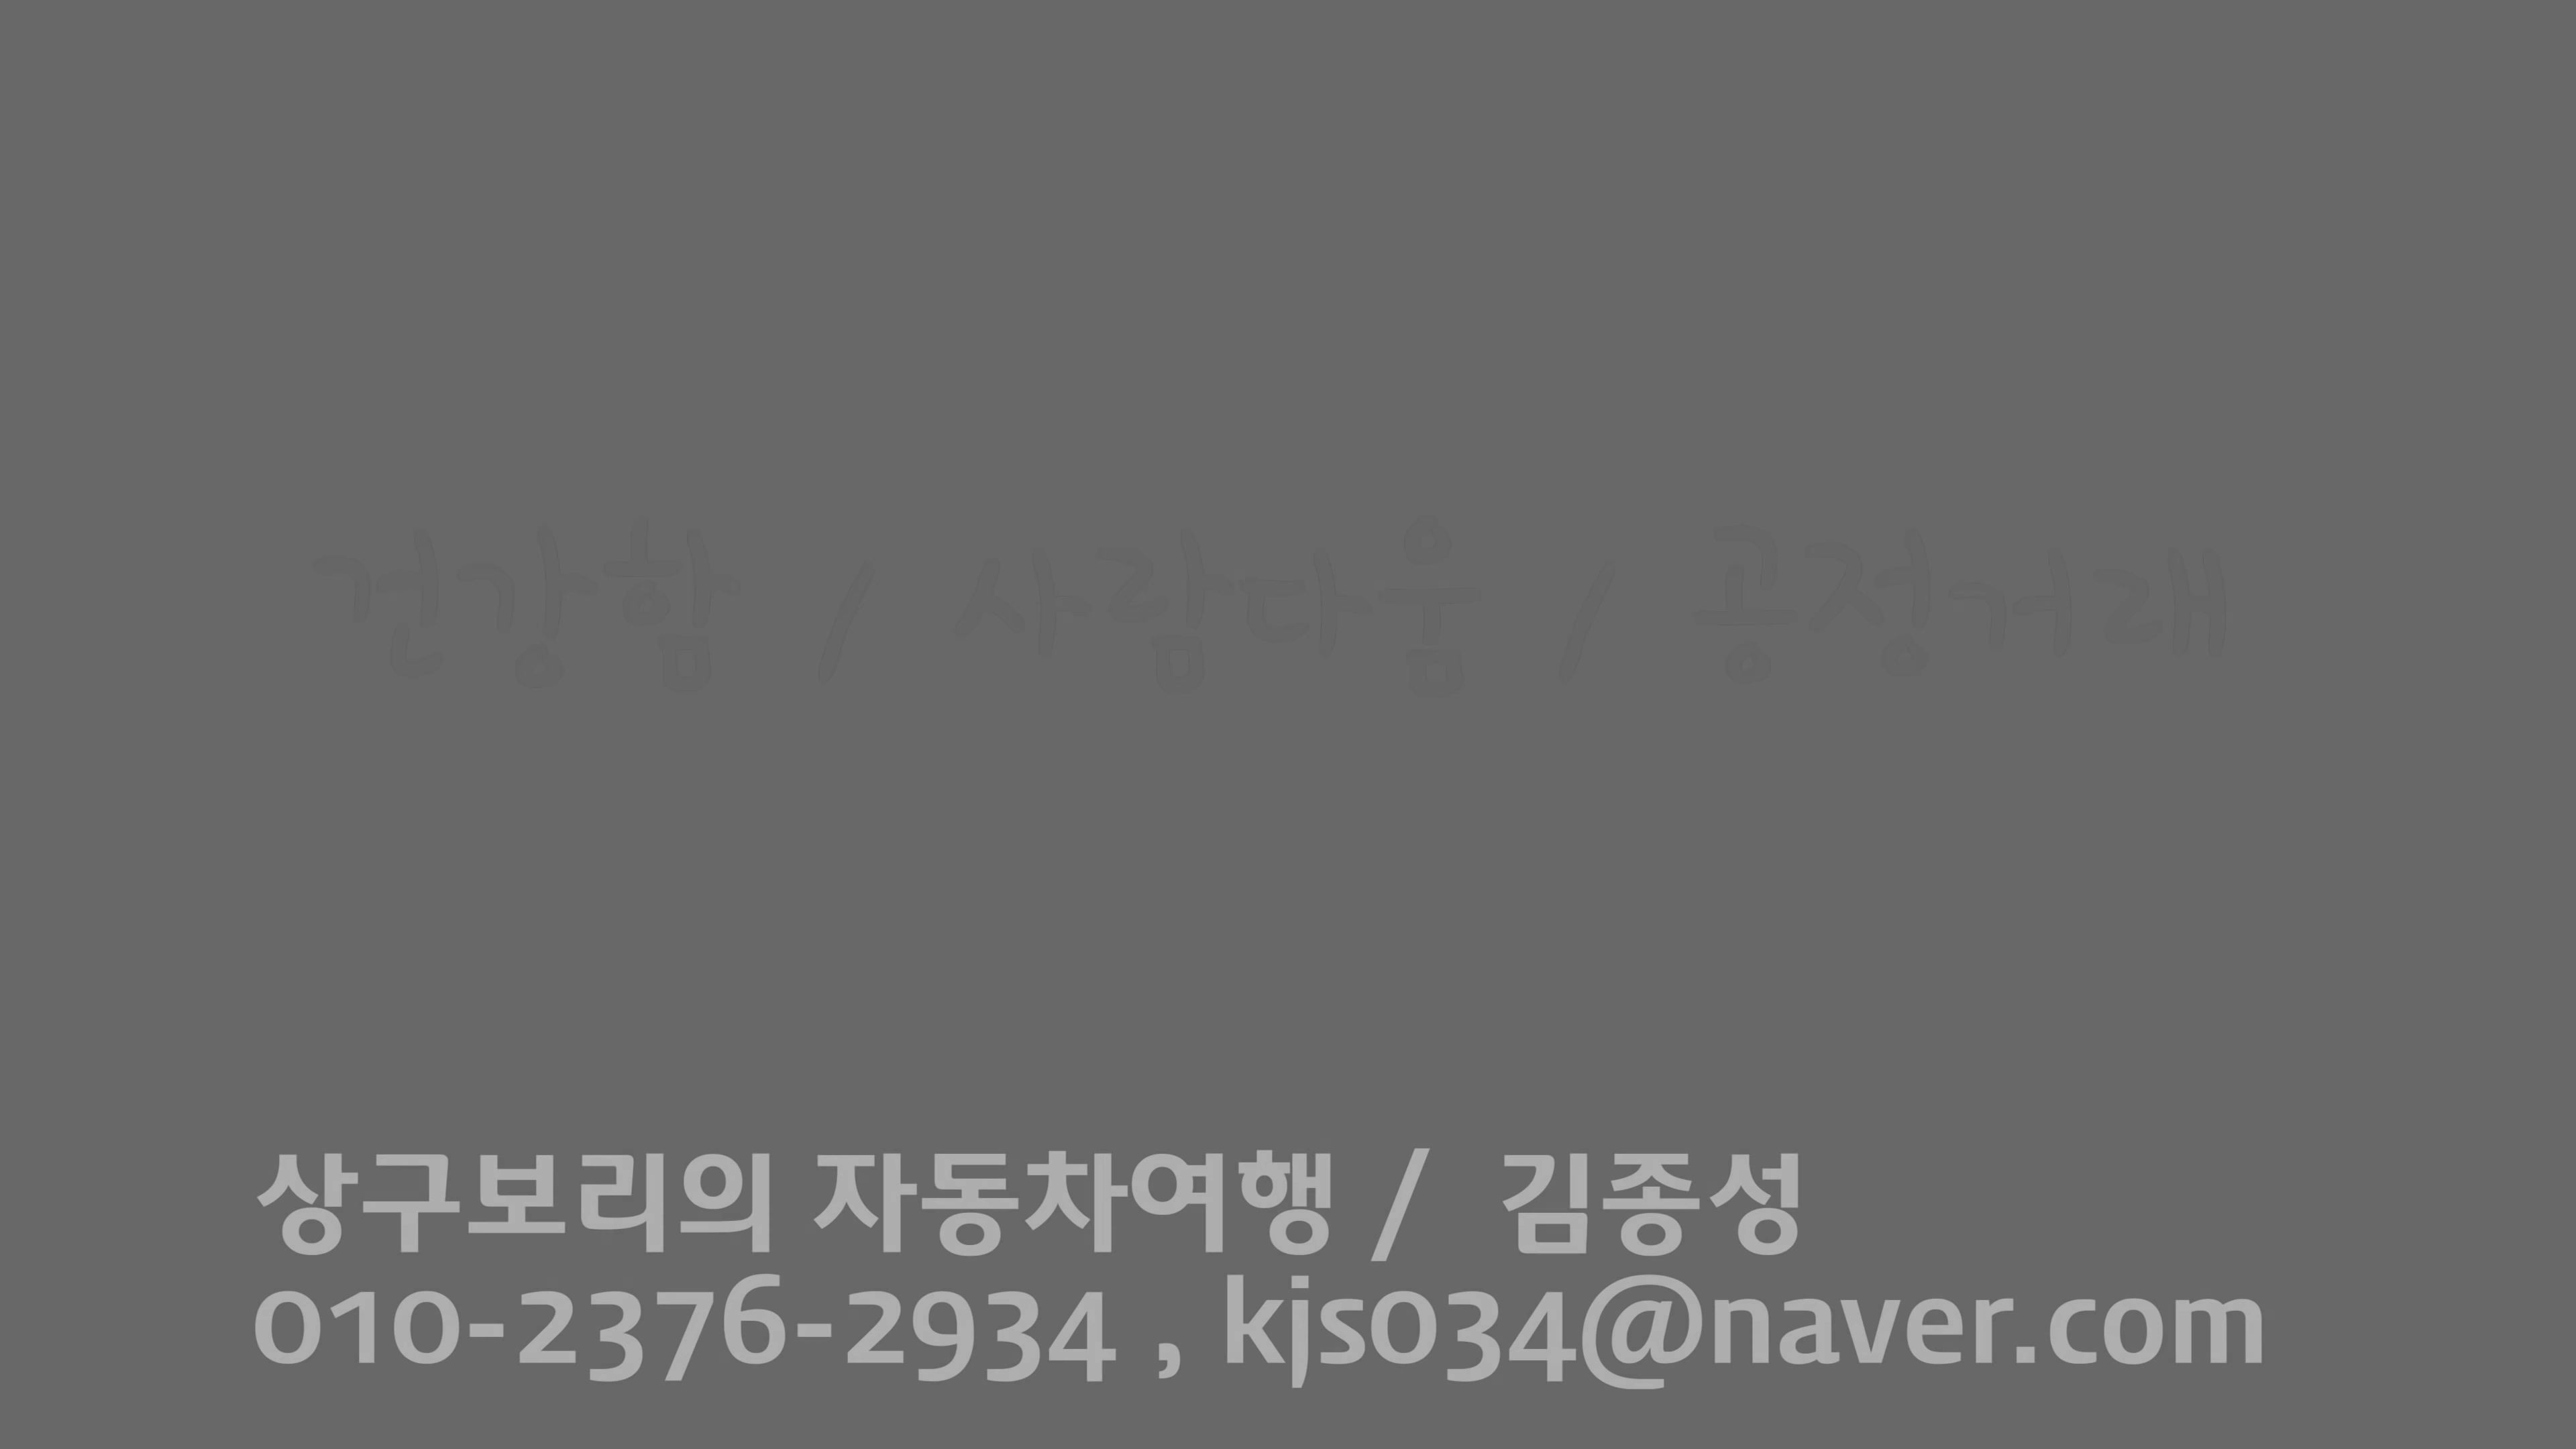 건강함 / 사람다움 / 공정거래
상구보리의 자동차여행 / 김종성
010-2376-2934 , kjs034@naver.com